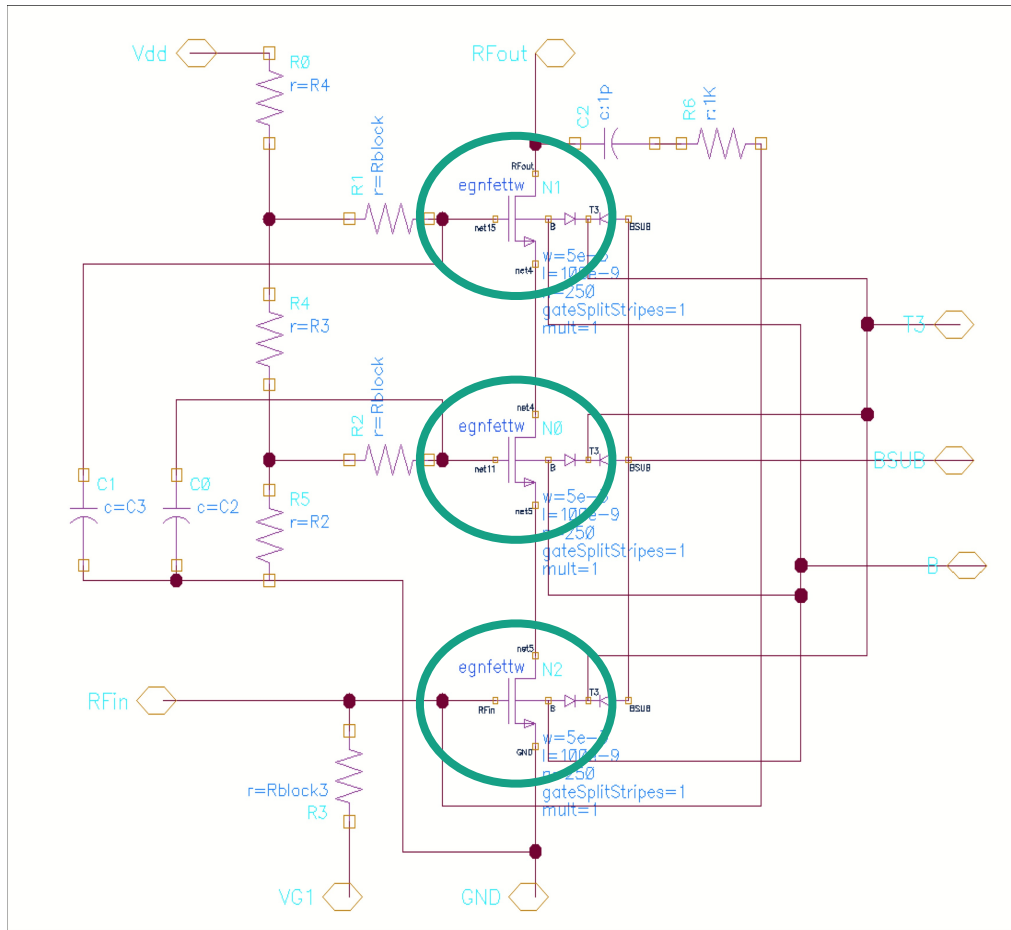 Vdd
RFout
R0
r=R4
C2
c:1p
R6
r:1K
R1
r=Rblock
RFout
egnfettw
N1
T3
net15
B
BSUB
net4
l=100e-9
gateSplitStripes=1
mult=1
T3
R4
r=R3
R2
r=Rblock
net4
egnfettw
N0
T3
net11
B
BSUB
BSUB
net5
C1
c=C3
C0
c=C2
R5
r=R2
l=100e-9
gateSplitStripes=1
mult=1
B
net5
egnfettw
N2
T3
RFin
RFin
B
BSUB
GND
l=100e-9
gateSplitStripes=1
mult=1
r=Rblock3
R3
VG1
GND